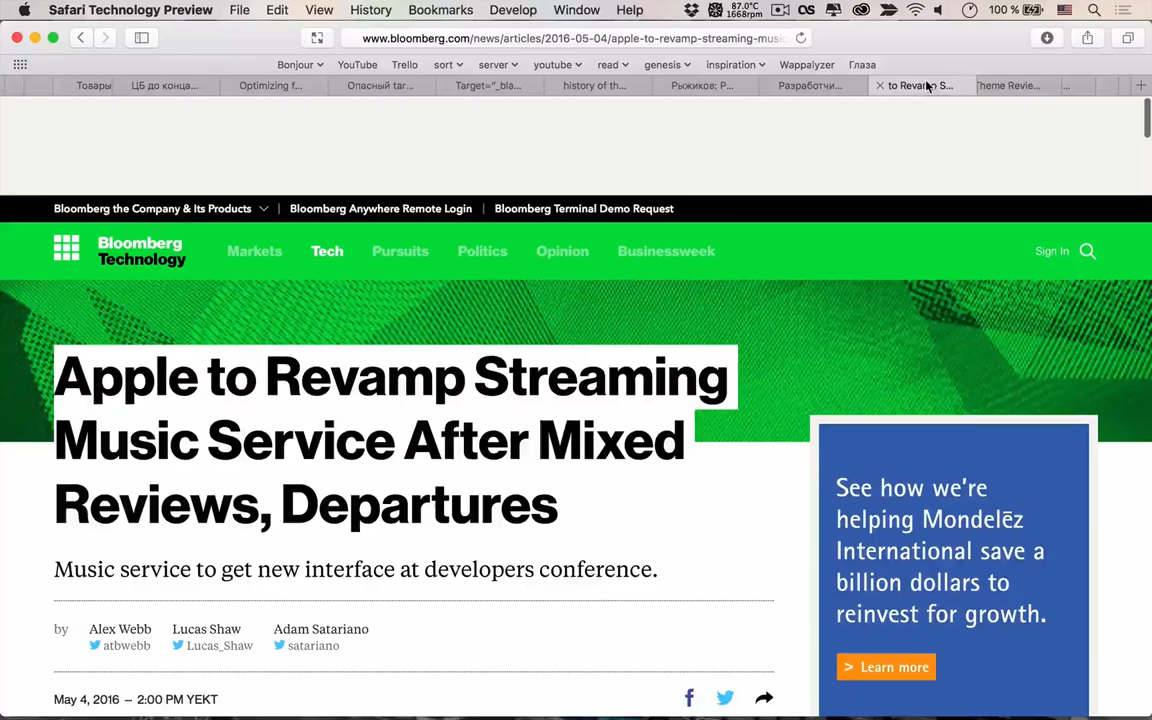 Safari Technology Preview File Edit View History Bookmarks Develop Window Help 87.0°C 1668rpm OS 100 %
www.bloomberg.com/news/articles/2016-05-04/apple-to-revamp-streaming-music
Bonjour YouTube Trello sort server youtube read genesis inspiration Wappalyzer Глаза
Товары ЦБ до конца... Optimizing f... Опасный tar... Target="_bla... history of th... Рыжиков: Р... Разработчи... to Revamp S... Theme Revie... ...
Bloomberg the Company & Its Products | Bloomberg Anywhere Remote Login | Bloomberg Terminal Demo Request
Bloomberg
Technology
Markets Tech Pursuits Politics Opinion Businessweek Sign In
Apple to Revamp Streaming
Music Service After Mixed
Reviews, Departures
Music service to get new interface at developers conference.
by Alex Webb Lucas Shaw Adam Satariano
atbwebb Lucas_Shaw satariano
May 4, 2016 — 2:00 PM YEKT
See how we're
helping Mondelēz
International save a
billion dollars to
reinvest for growth.
> Learn more